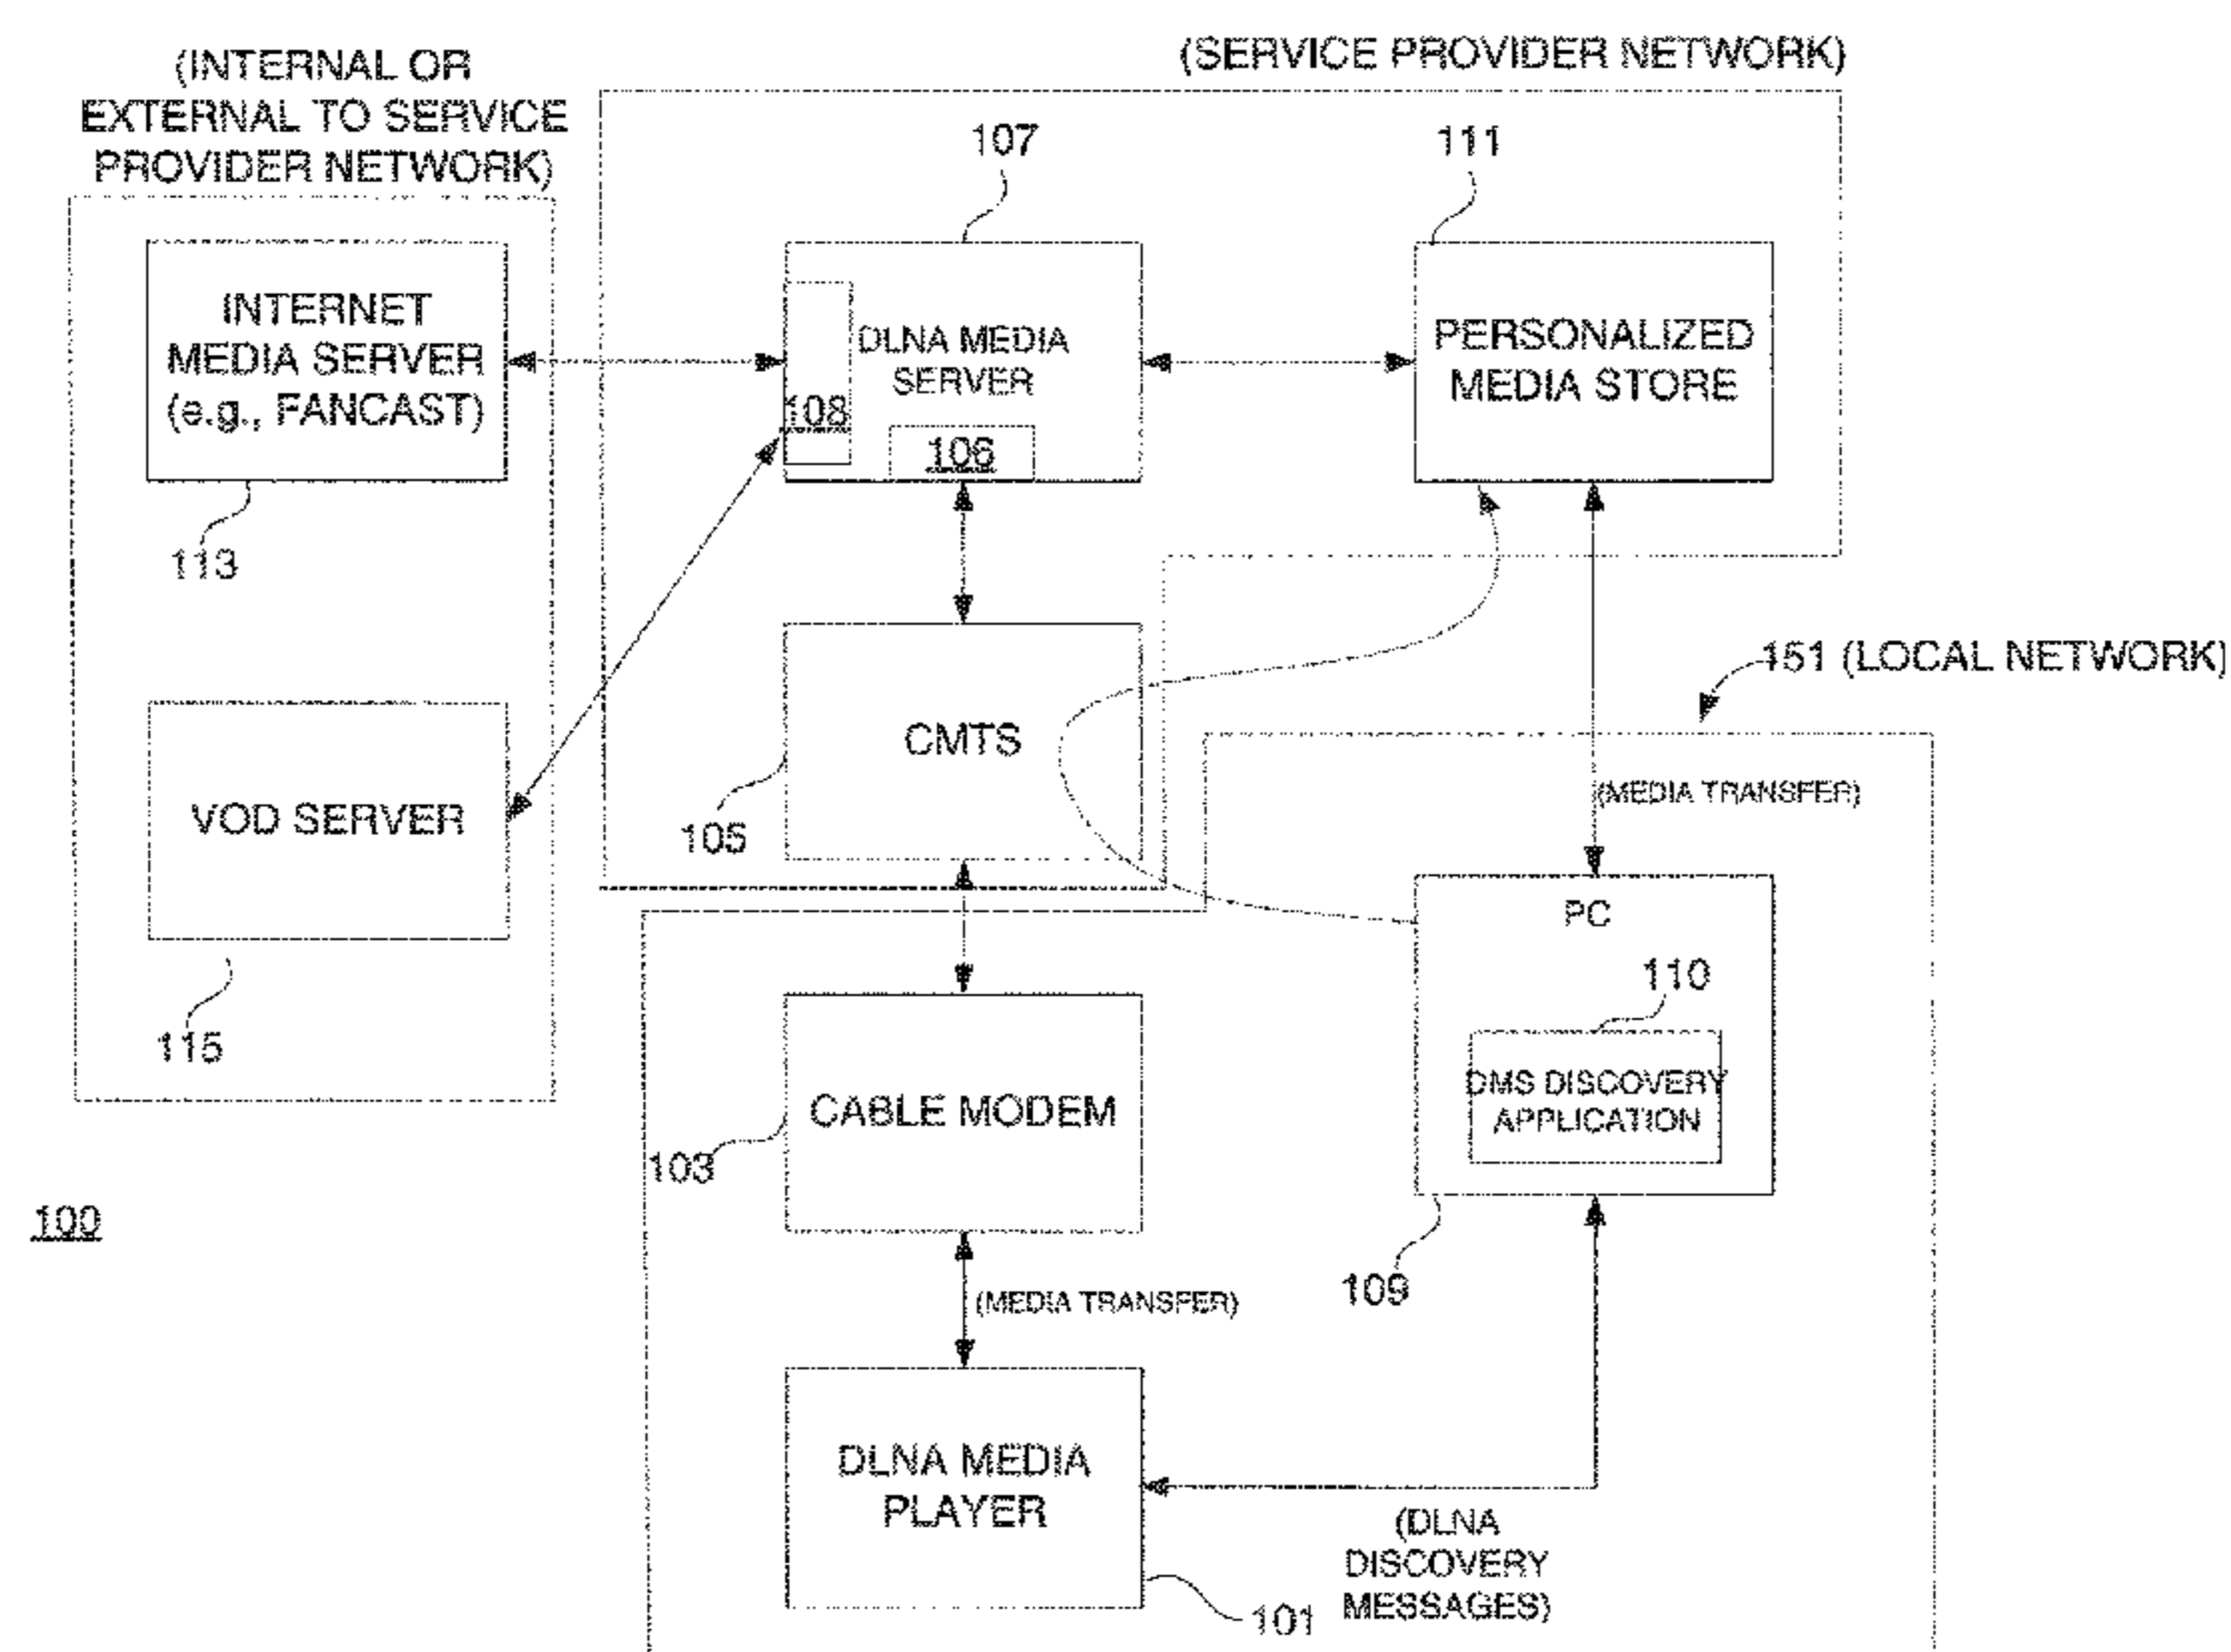 (INTERNAL OR
EXTERNAL TO SERVICE
PROVIDER NETWORK)
(SERVICE PROVIDER NETWORK)
107
111
INTERNET
MEDIA SERVER
(e.g., FANCAST)
113
DLNA MEDIA
SERVER
108
106
PERSONALIZED
MEDIA STORE
151 (LOCAL NETWORK)
VOD SERVER
115
CMTS
105
(MEDIA TRANSFER)
PC
110
DMS DISCOVERY
APPLICATION
109
CABLE MODEM
103
100
(MEDIA TRANSFER)
DLNA MEDIA
PLAYER
101
(DLNA
DISCOVERY
MESSAGES)